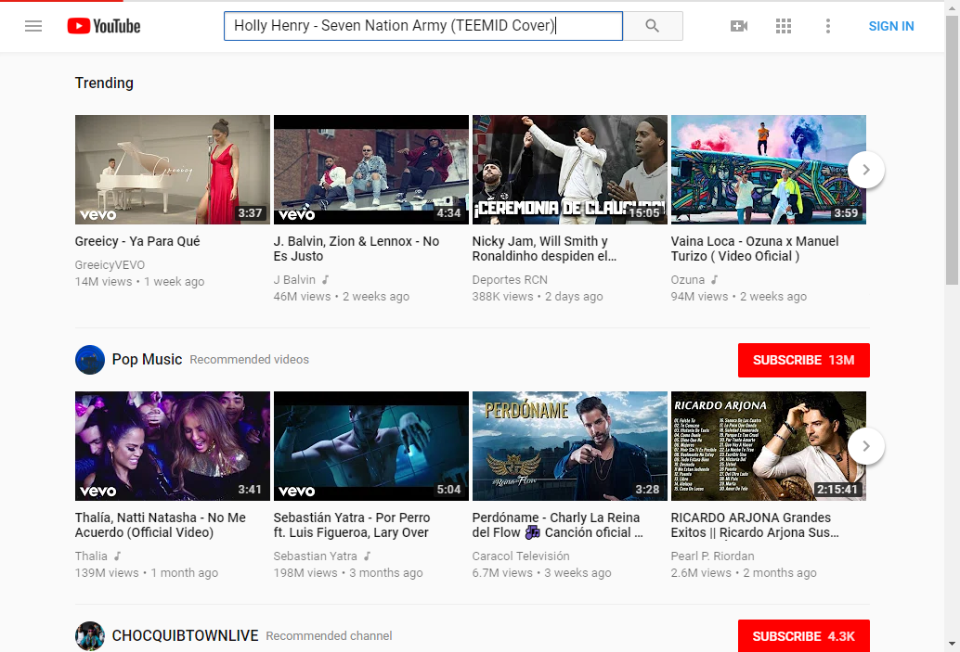 YouTube
Holly Henry - Seven Nation Army (TEEMID Cover)
SIGN IN
Trending
Greeicy
vevo
3:37
vevo
4:34
¡CEREMONIA DE CLAUSURA!
15:05
3:59
Greeicy - Ya Para Qué
GreeicyVEVO
14M views • 1 week ago
J. Balvin, Zion & Lennox - No
Es Justo
J Balvin
46M views • 2 weeks ago
Nicky Jam, Will Smith y
Ronaldinho despiden el...
Deportes RCN
388K views • 2 days ago
Vaina Loca - Ozuna x Manuel
Turizo ( Video Oficial )
Ozuna
94M views • 2 weeks ago
Pop Music
Recommended videos
SUBSCRIBE 13M
vevo
3:41
vevo
5:04
PERDÓNAME
3:28
RICARDO ARJONA
2:15:41
Thalía, Natti Natasha - No Me
Acuerdo (Official Video)
Thalia
139M views • 1 month ago
Sebastián Yatra - Por Perro
ft. Luis Figueroa, Lary Over
Sebastian Yatra
198M views • 3 months ago
Perdóname - Charly La Reina
del Flow 🎶 Canción oficial ...
Caracol Televisión
6.7M views • 3 weeks ago
RICARDO ARJONA Grandes
Exitos || Ricardo Arjona Sus...
Pearl P. Riordan
2.6M views • 2 months ago
CHOCQUIBTOWNLIVE
Recommended channel
SUBSCRIBE 4.3K